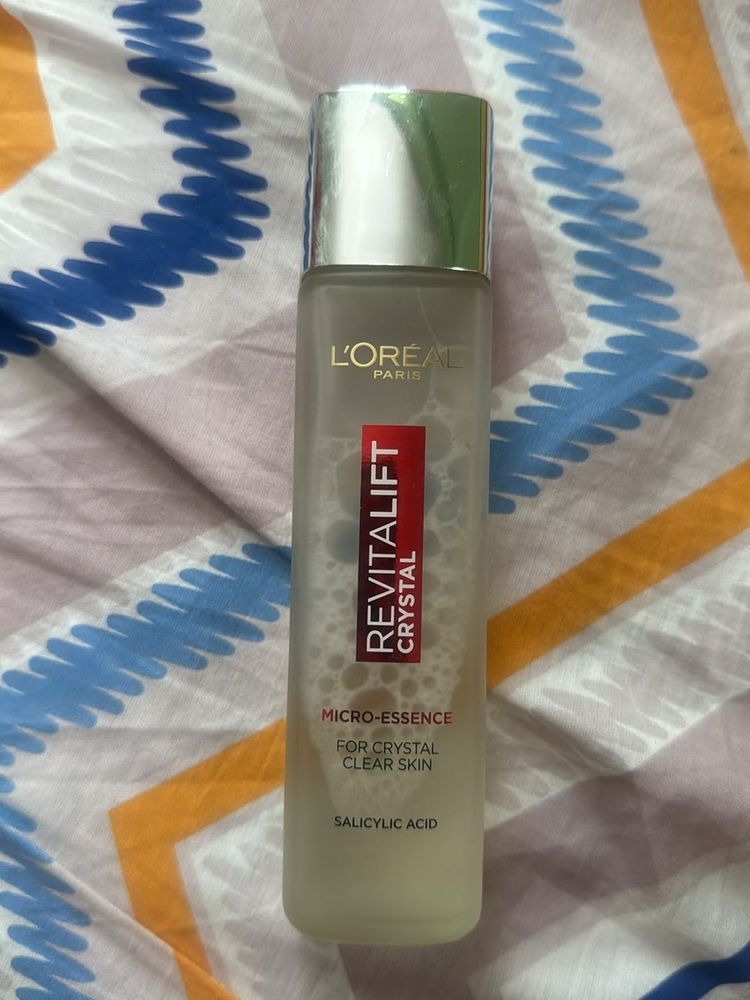 L'ORÉAL
PARIS
REVITALIFT
CRYSTAL
MICRO-ESSENCE
FOR CRYSTAL
CLEAR SKIN
SALICYLIC ACID